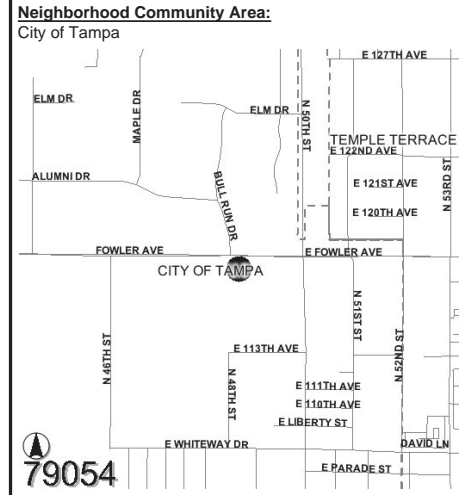 Neighborhood Community Area:
City of Tampa
E 127TH AVE
ELM DR
MAPLE DR
ELM DR
N 50TH ST
TEMPLE TERRACE
E 122ND AVE
N 53RD ST
ALUMNI DR
BULL RUN DR
E 121ST AVE
E 120TH AVE
FOWLER AVE
E FOWLER AVE
CITY OF TAMPA
N 46TH ST
N 51ST ST
N 52ND ST
E 113TH AVE
N 48TH ST
E 111TH AVE
E 110TH AVE
E LIBERTY ST
E WHITEWAY DR
DAVID LN
79054
E PARADE ST